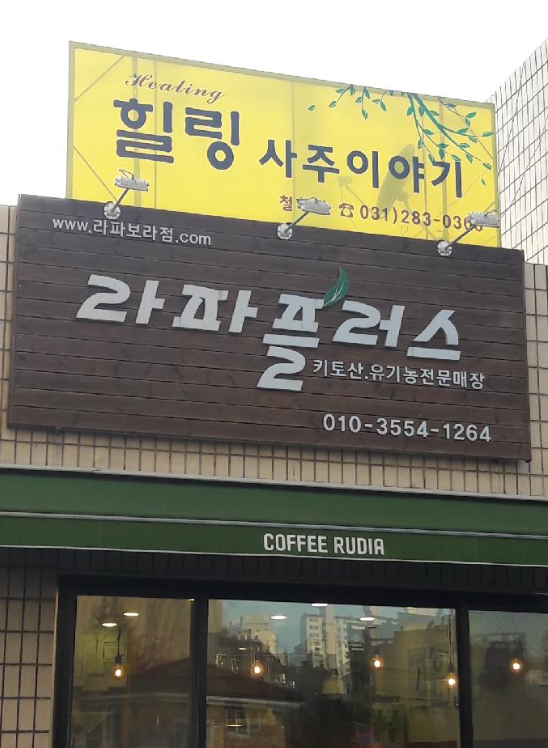 Healing
힐링 사주이야기
☎031)283-0366
www.라파보라점.com
라파플러스
키토산.유기농전문매장
010-3554-1264
COFFEE RUDIA